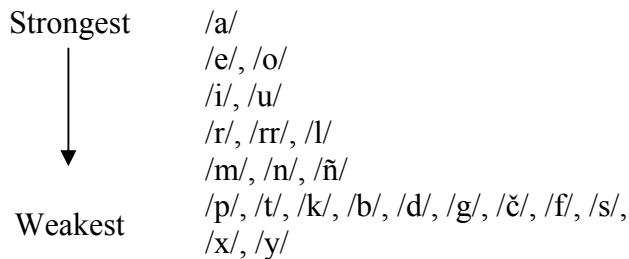 Strongest /a/
/e/, /o/
/i/, /u/
/r/, /rr/, /l/
/m/, /n/, /ñ/
/p/, /t/, /k/, /b/, /d/, /g/, /č/, /f/, /s/,
Weakest
/x/, /y/